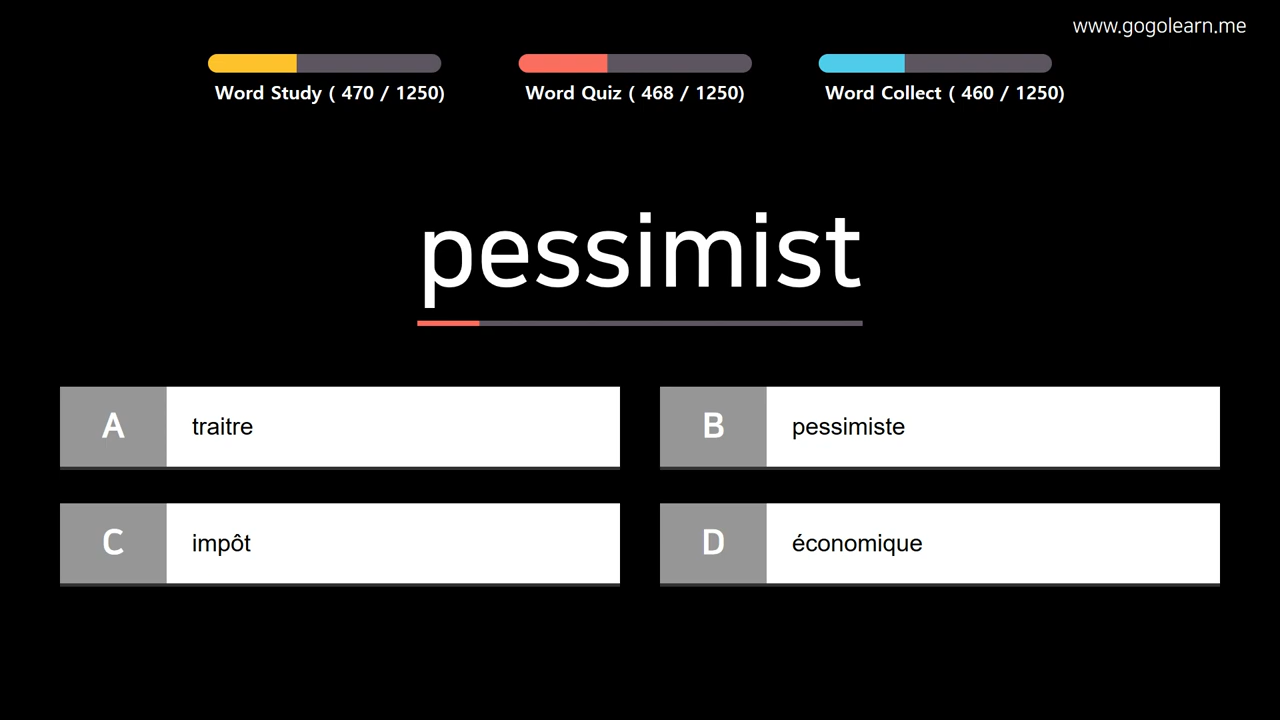 www.gogolearn.me
Word Study ( 470 / 1250)
Word Quiz ( 468 / 1250)
Word Collect ( 460 / 1250)
pessimist
A traitre
B pessimiste
C impôt
D économique